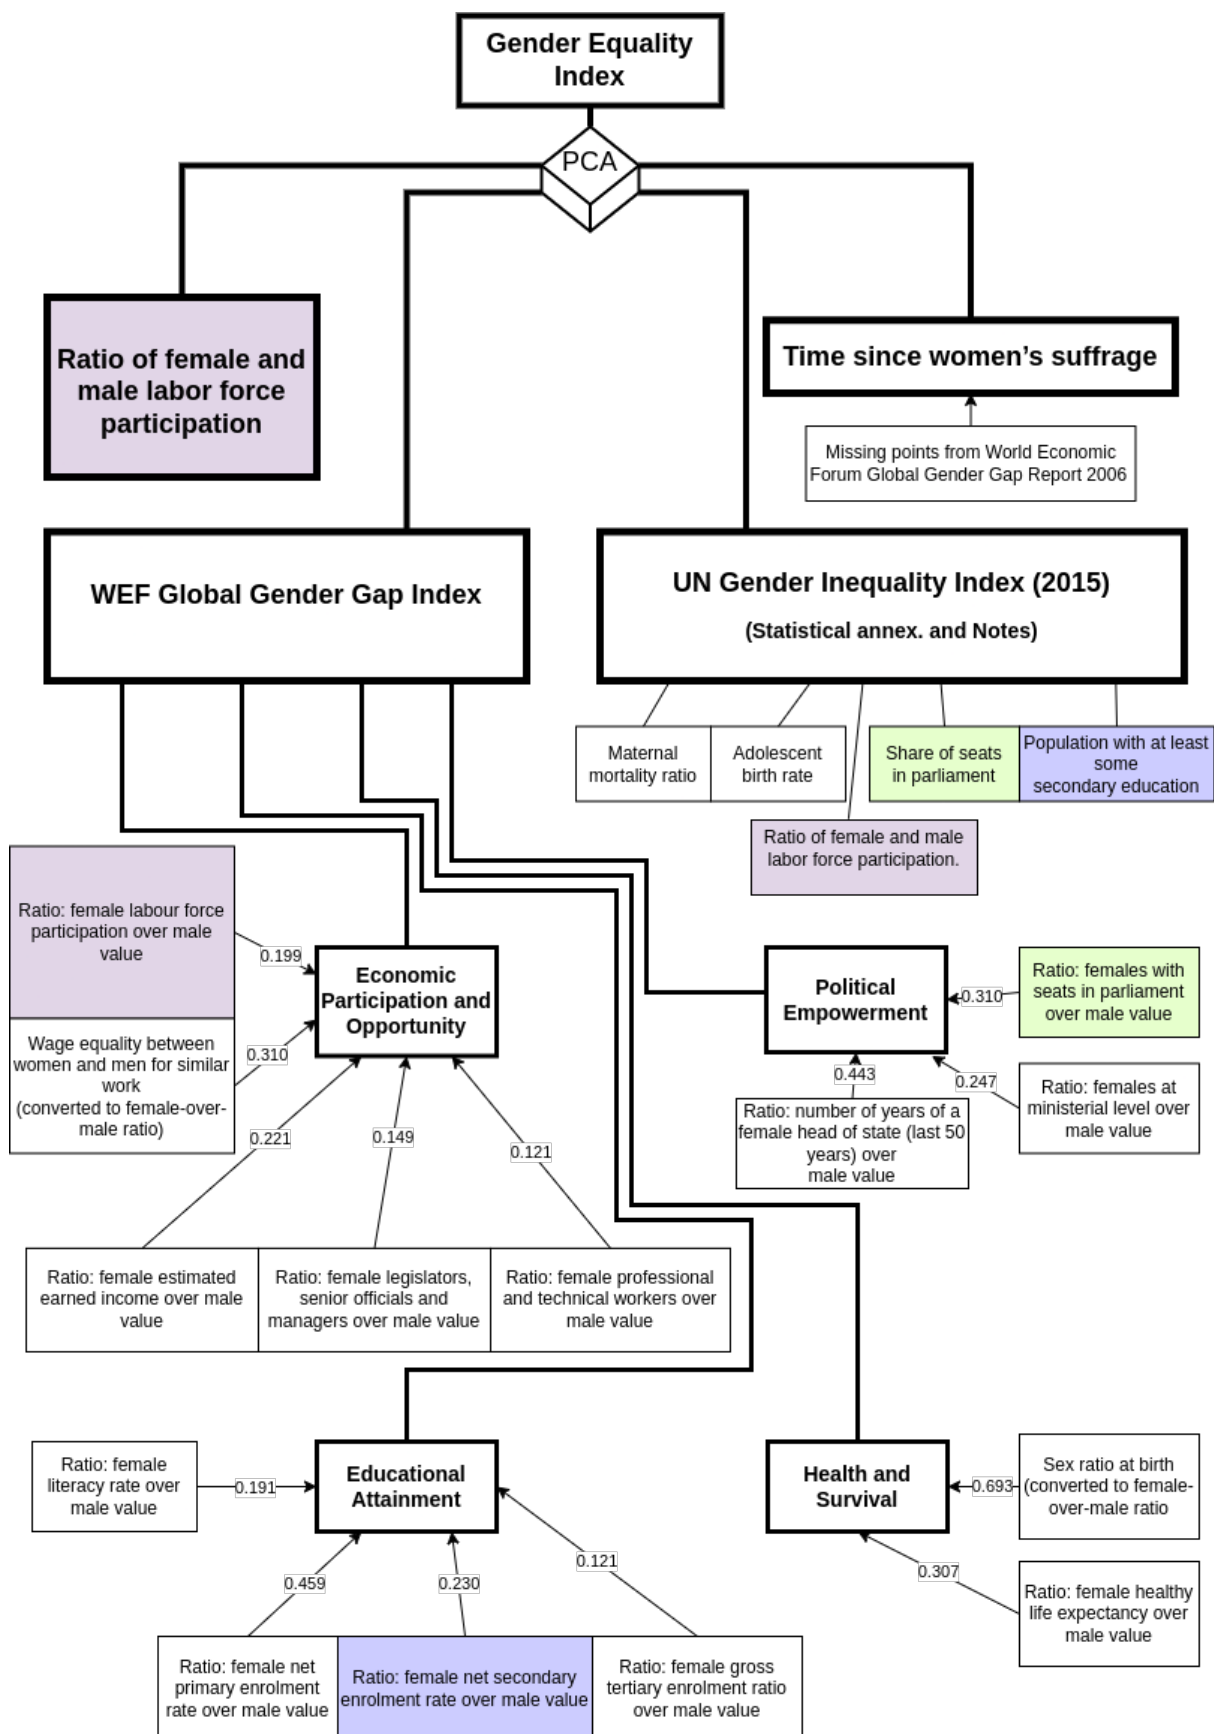 Gender Equality
Index
PCA
Ratio of female and
male labor force
participation
Time since women's suffrage
Missing points from World Economic
Forum Global Gender Gap Report 2006
WEF Global Gender Gap Index
UN Gender Inequality Index (2015)
(Statistical annex. and Notes)
Maternal
mortality ratio
Adolescent
birth rate
Share of seats
in parliament
Population with at least
some
secondary education
Ratio of female and male
labor force participation.
Ratio: female labour force
participation over male
value
0.199
Wage equality between
women and men for similar
work
(converted to female-over-
male ratio)
0.310
Economic
Participation and
Opportunity
0.221
0.149
0.121
Ratio: female estimated
earned income over male
value
Ratio: female legislators,
senior officials and
managers over male value
Ratio: female professional
and technical workers over
male value
Political
Empowerment
0.310
Ratio: females with
seats in parliament
over male value
0.443
0.247
Ratio: number of years of a
female head of state (last 50
years) over
male value
Ratio: females at
ministerial level over
male value
Ratio: female
literacy rate over
male value
0.191
Educational
Attainment
0.459
0.230
0.121
Ratio: female net
primary enrolment
rate over male value
Ratio: female net secondary
enrolment rate over male value
Ratio: female gross
tertiary enrolment ratio
over male value
Health and
Survival
0.693
Sex ratio at birth
(converted to female-
over-male ratio
0.307
Ratio: female healthy
life expectancy over
male value